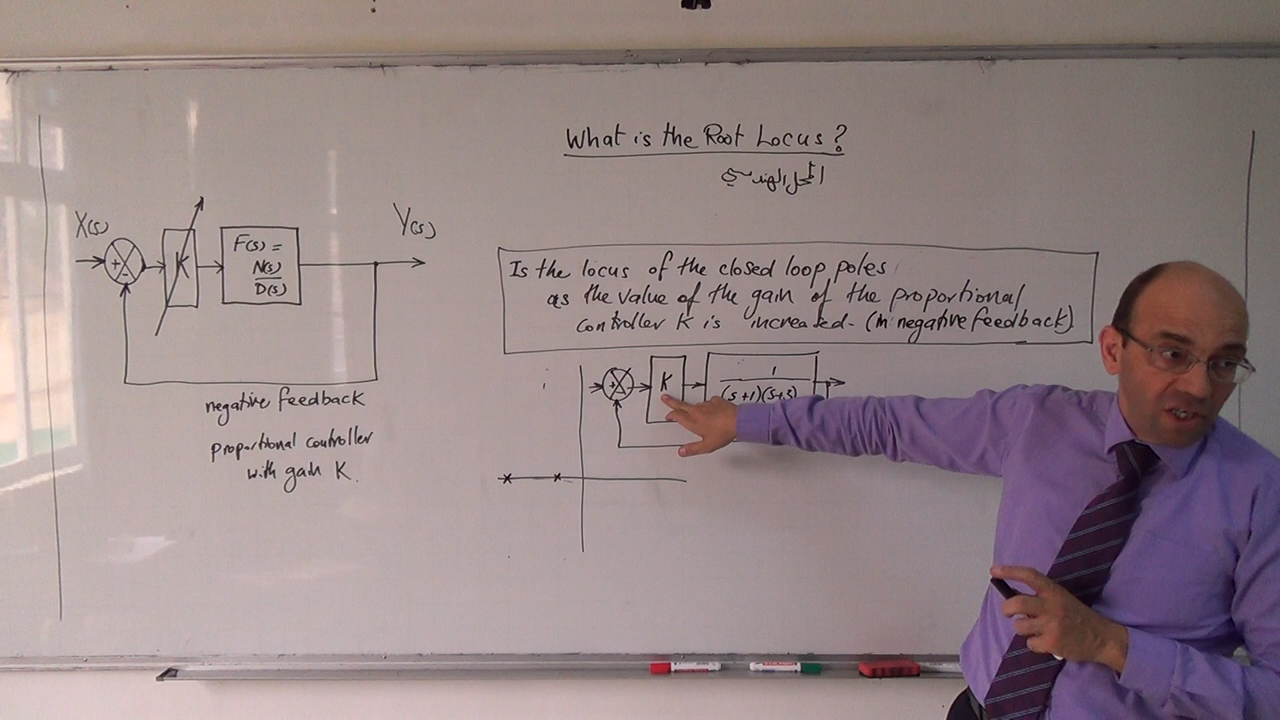 What is the Root Locus?
المحل الهندسي
X(s)
Y(s)
+
-
K
F(s) =
N(s)
D(s)
negative feedback
proportional controller
with gain K.
Is the locus of the closed loop poles
as the value of the gain of the proportional
controller K is increased. (in negative feedback)
+
-
K
1
(s+1)(s+3)